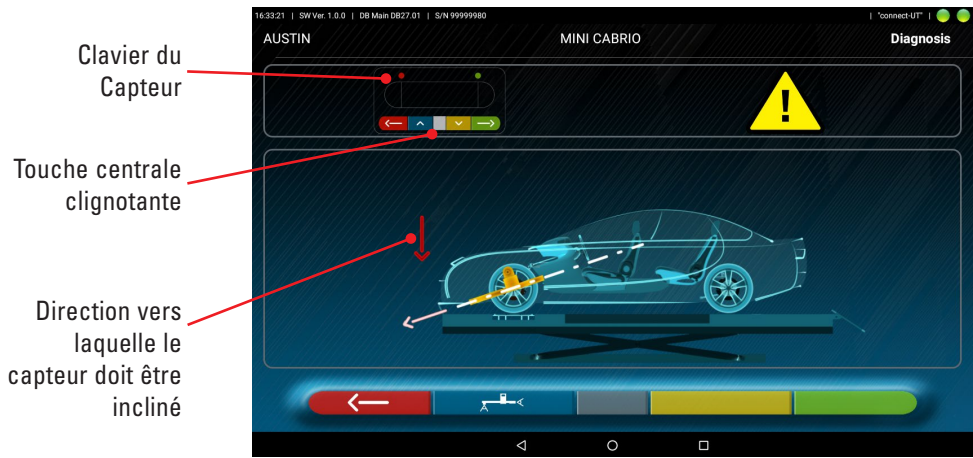 16:33:21 | SW Ver. 1.0.0 | DB Main DB27.01 | S/N 99999980 | "connect-UT" |
AUSTIN MINI CABRIO Diagnosis
Clavier du
Capteur
Touche centrale
clignotante
Direction vers
laquelle le
capteur doit être
incliné